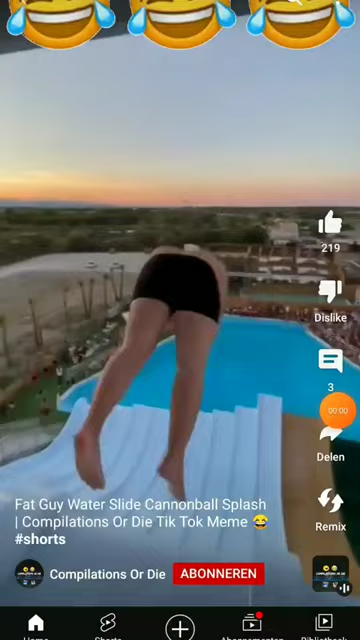 219
Dislike
3
00:00
Delen
Remix
Fat Guy Water Slide Cannonball Splash
| Compilations Or Die Tik Tok Meme 😂
#shorts
Compilations Or Die
ABONNEREN